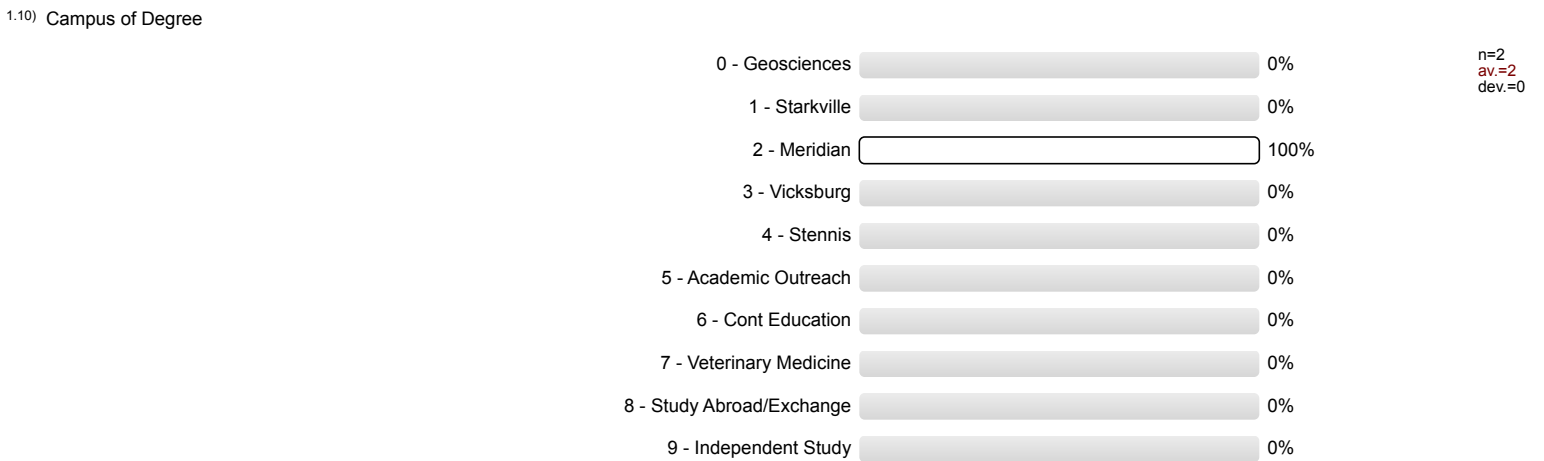 1.10) Campus of Degree
0 - Geosciences 0%
n=2
av.=2
dev.=0
1 - Starkville 0%
2 - Meridian 100%
3 - Vicksburg 0%
4 - Stennis 0%
5 - Academic Outreach 0%
6 - Cont Education 0%
7 - Veterinary Medicine 0%
8 - Study Abroad/Exchange 0%
9 - Independent Study 0%